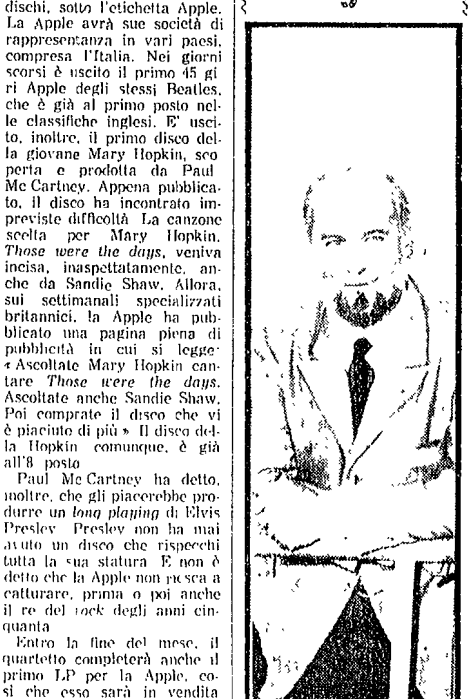 dischi, sotto l'etichetta Apple.
La Apple avrà sue società di
rappresentanza in vari paesi,
compresa l'Italia. Nei giorni
scorsi è uscito il primo 45 gi
ri Apple degli stessi Beatles,
che è già al primo posto nel-
le classifiche inglesi. E' usci-
to, inoltre, il primo disco del-
la giovane Mary Hopkin, sco
perta e prodotta da Paul
Mc Cartney. Appena pubblica-
to, il disco ha incontrato im-
previste difficoltà La canzone
scelta per Mary Hopkin,
Those were the days, veniva
incisa, inaspettatamente, an-
che da Sandie Shaw. Allora,
sui settimanali specializzati
britannici, la Apple ha pub-
blicato una pagina piena di
pubblicità in cui si legge·
« Ascoltate Mary Hopkin can-
tare Those were the days.
Ascoltate anche Sandie Shaw.
Poi comprate il disco che vi
è piaciuto di più » Il disco del-
la Hopkin comunque, è già
all'8 posto
Paul Mc Cartney ha detto,
inoltre, che gli piacerebbe pro-
durre un long playing di Elvis
Presley Presley non ha mai
avuto un disco che rispecchi
tutta la sua statura E non è
detto che la Apple non riesca a
catturare, prima o poi anche
il re del rock degli anni cin-
quanta
Entro la fine del mese, il
quartetto completerà anche il
primo LP per la Apple, co-
sì che esso sarà in vendita